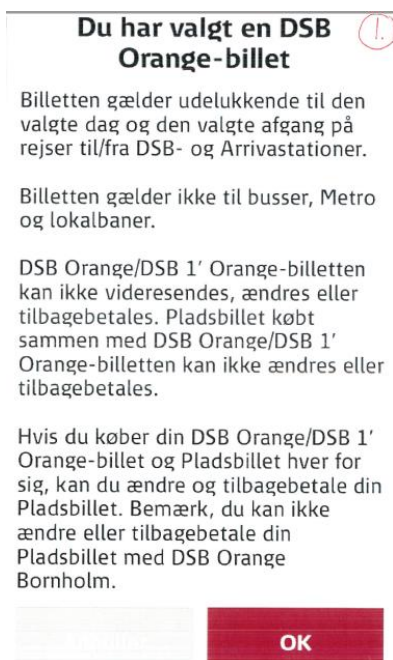 Du har valgt en DSB
1.
Orange-billet
Billetten gælder udelukkende til den
valgte dag og den valgte afgang på
rejser til/fra DSB- og Arrivastationer.
Billetten gælder ikke til busser, Metro
og lokalbaner.
DSB Orange/DSB 1' Orange-billetten
kan ikke videresendes, ændres eller
tilbagebetales. Pladsbillet købt
sammen med DSB Orange/DSB 1'
Orange-billetten kan ikke ændres eller
tilbagebetales.
Hvis du køber din DSB Orange/DSB 1'
Orange-billet og Pladsbillet hver for
sig, kan du ændre og tilbagebetale din
Pladsbillet. Bemærk, du kan ikke
ændre eller tilbagebetale din
Pladsbillet med DSB Orange
Bornholm.
OK